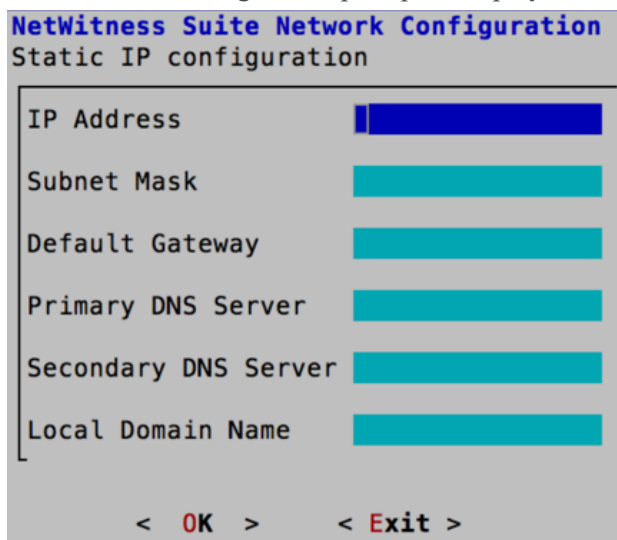 NetWitness Suite Network Configuration
Static IP configuration
IP Address
Subnet Mask
Default Gateway
Primary DNS Server
Secondary DNS Server
Local Domain Name
< OK > < Exit >